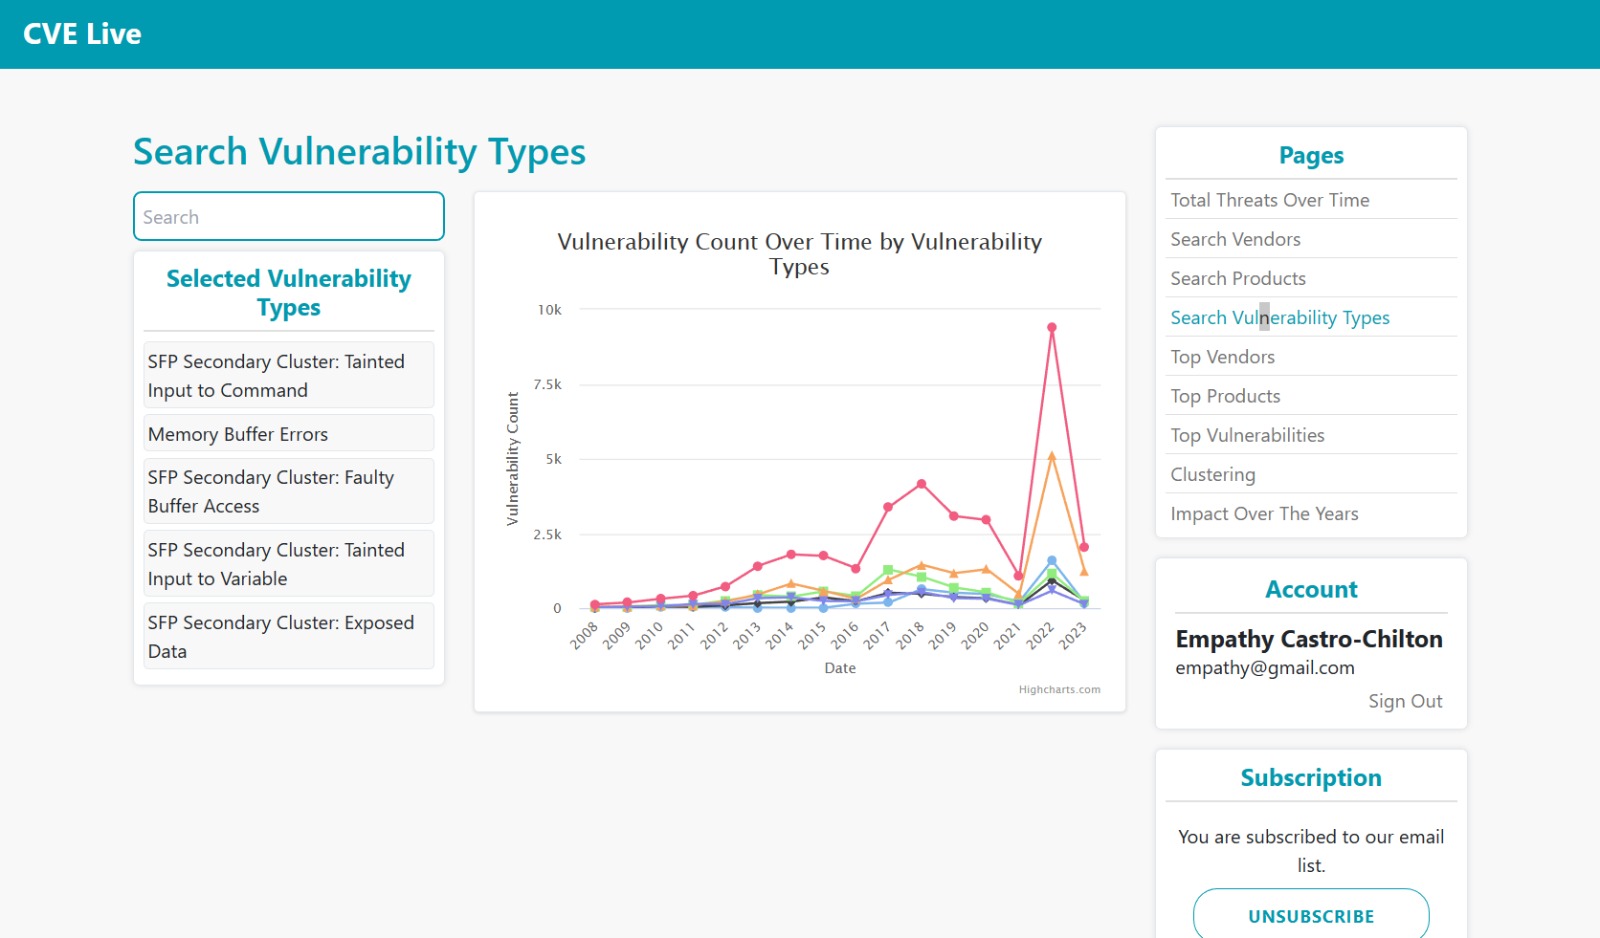 CVE Live
Search Vulnerability Types
Search
Selected Vulnerability
Types
SFP Secondary Cluster: Tainted
Input to Command
Memory Buffer Errors
SFP Secondary Cluster: Faulty
Buffer Access
SFP Secondary Cluster: Tainted
Input to Variable
SFP Secondary Cluster: Exposed
Data
Vulnerability Count Over Time by Vulnerability
Types
Vulnerability Count
10k
7.5k
5k
2.5k
0
2008 2009 2010 2011 2012 2013 2014 2015 2016 2017 2018 2019 2020 2021 2022 2023
Date
Highcharts.com
Pages
Total Threats Over Time
Search Vendors
Search Products
Search Vulnerability Types
Top Vendors
Top Products
Top Vulnerabilities
Clustering
Impact Over The Years
Account
Empathy Castro-Chilton
empathy@gmail.com
Sign Out
Subscription
You are subscribed to our email
list.
UNSUBSCRIBE